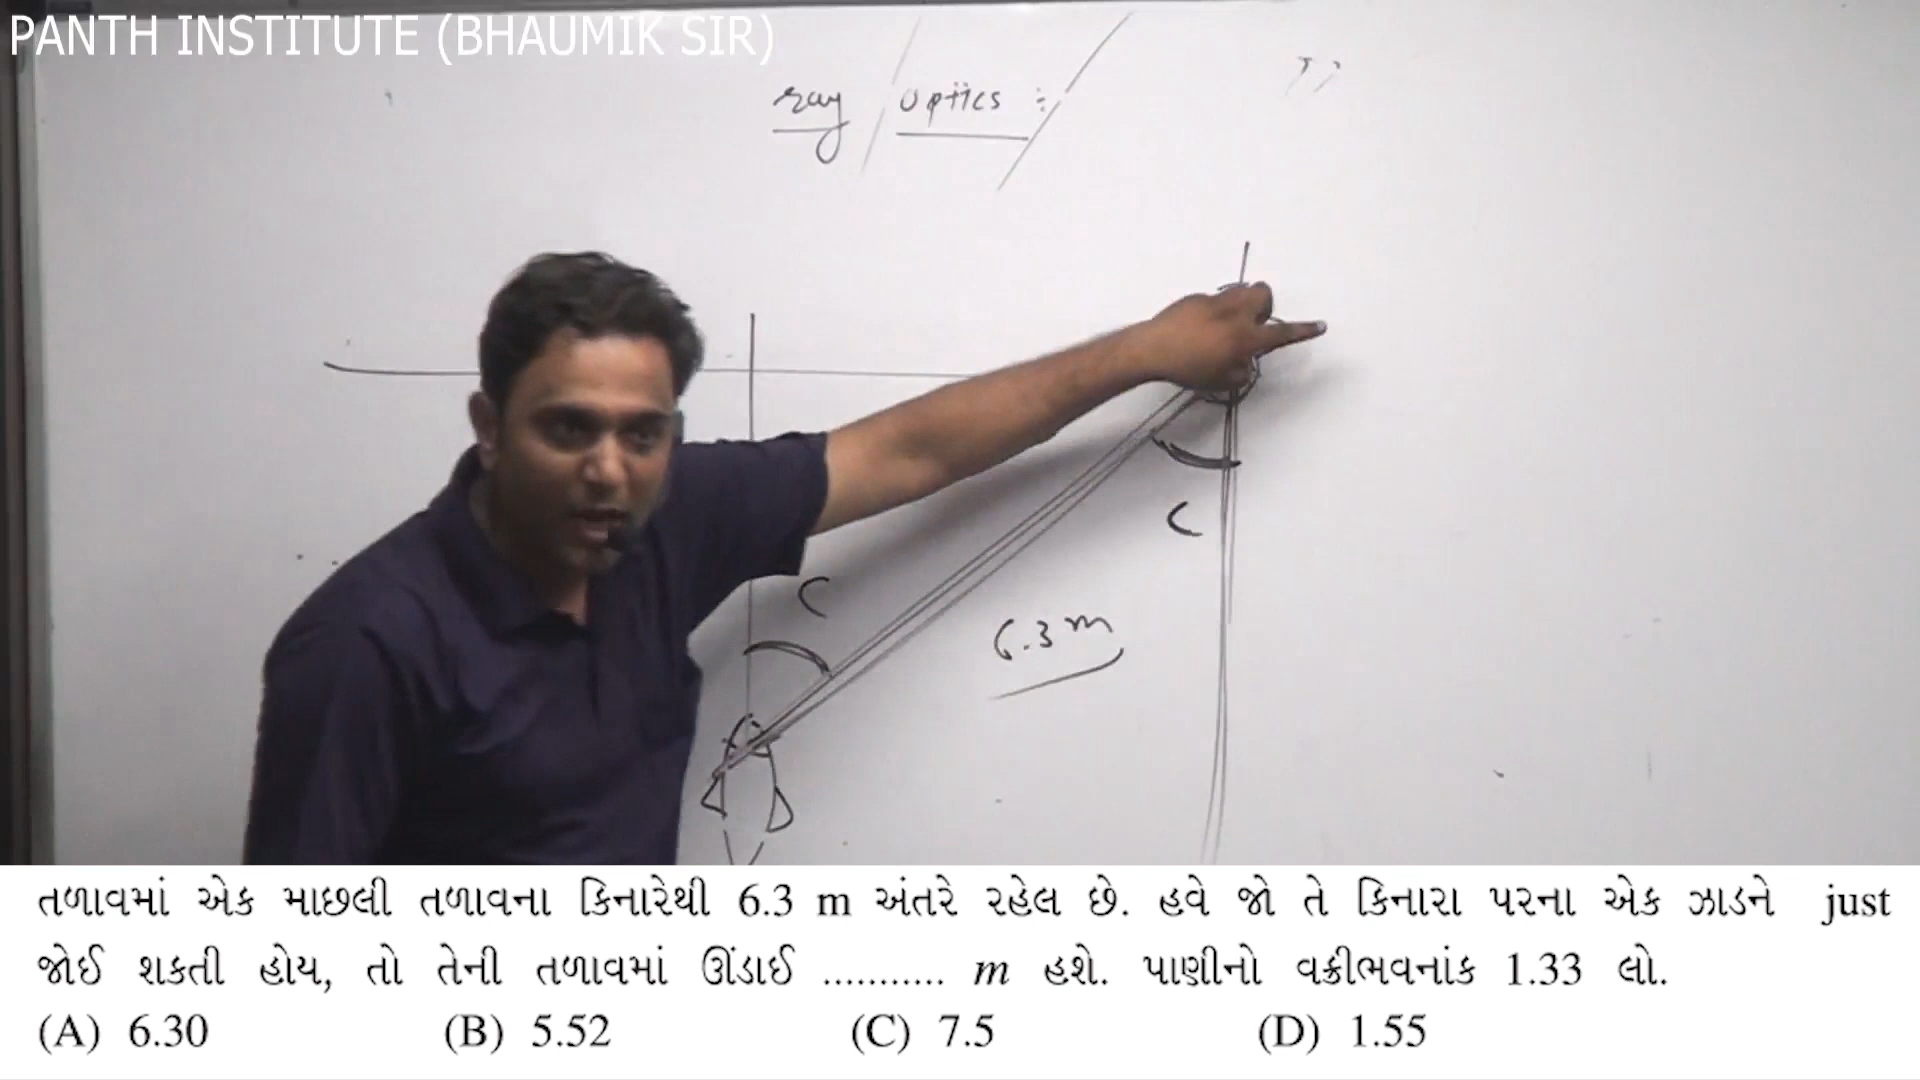 PANTH INSTITUTE (BHAUMIK SIR)
ray optics :
C
C
6.3 m
તળાવમાં એક માછલી તળાવના કિનારેથી 6.3 m અંતરે રહેલ છે. હવે જો તે કિનારા પરના એક ઝાડને just
જોઈ શકતી હોય, તો તેની તળાવમાં ઊંડાઈ ........... m હશે. પાણીનો વક્રીભવનાંક 1.33 લો.
(A) 6.30 (B) 5.52 (C) 7.5 (D) 1.55